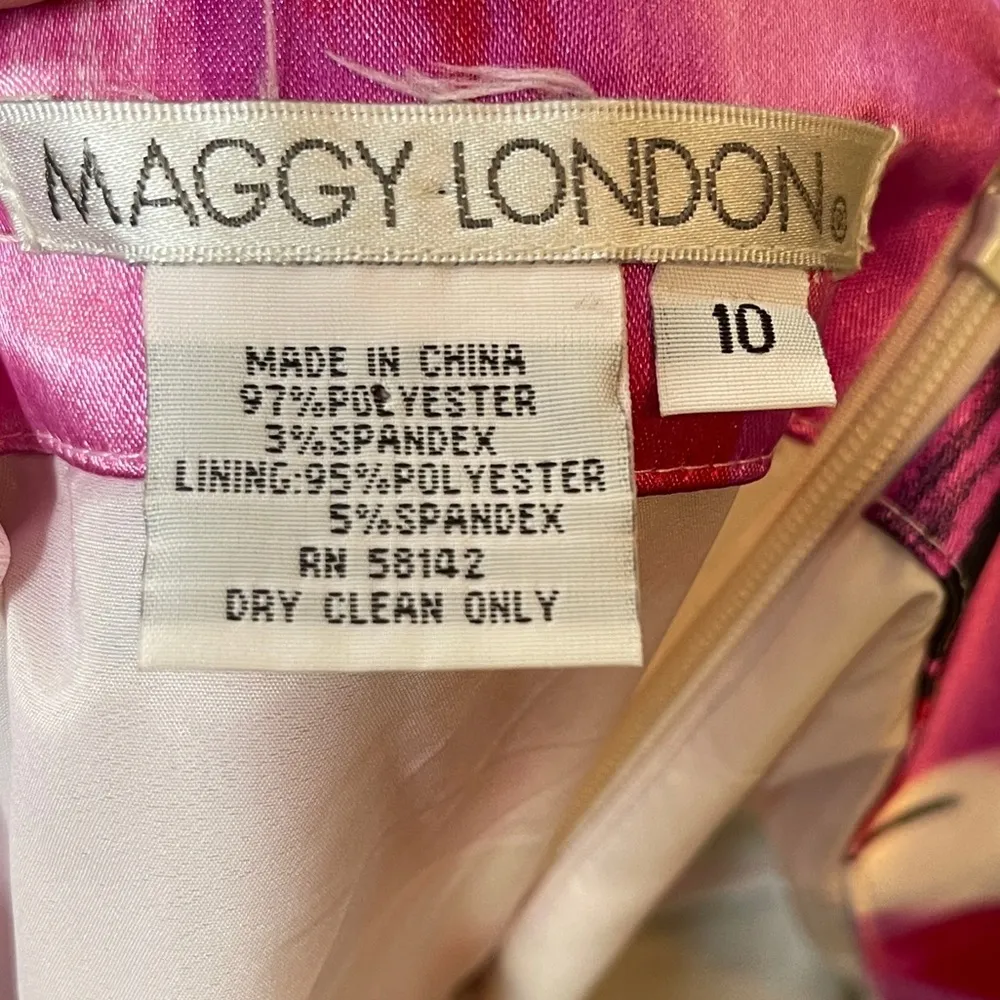 MAGGY LONDON®
10
MADE IN CHINA
97%POLYESTER
3%SPANDEX
LINING:95%POLYESTER
5%SPANDEX
RN 58142
DRY CLEAN ONLY